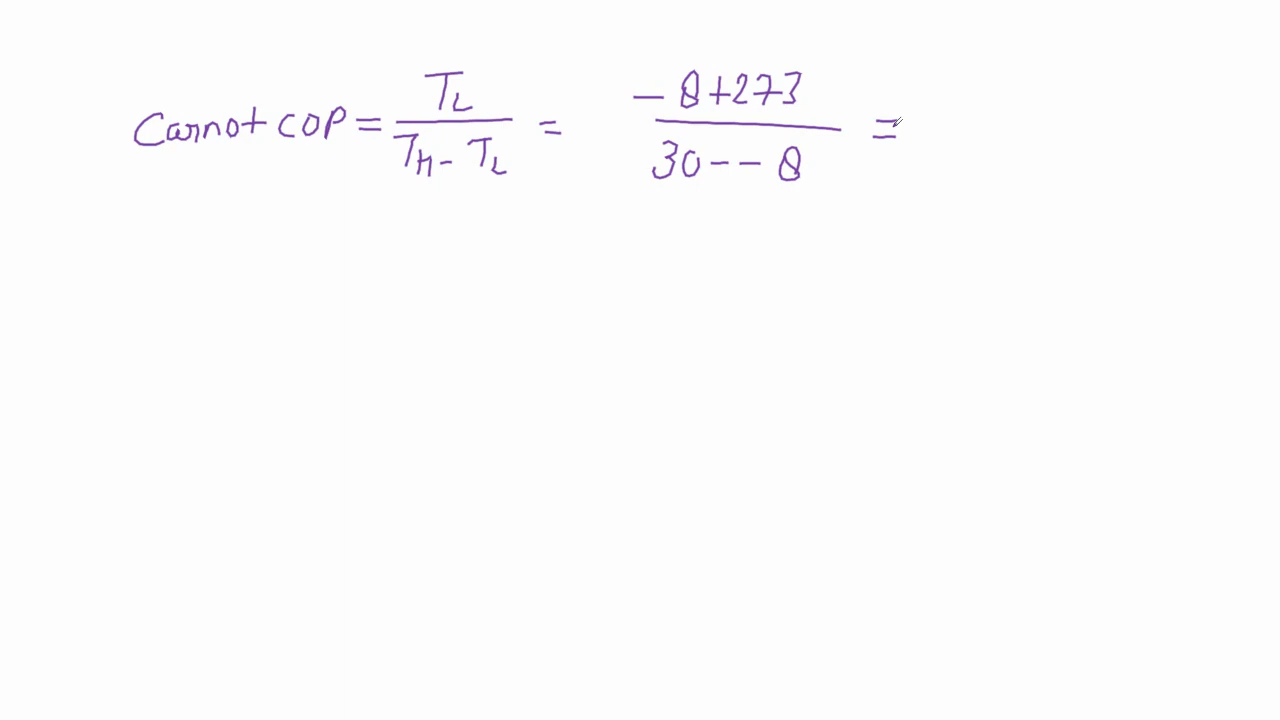 Carnot COP = T_L / (T_H - T_L) = (-8+273) / (30--8) =